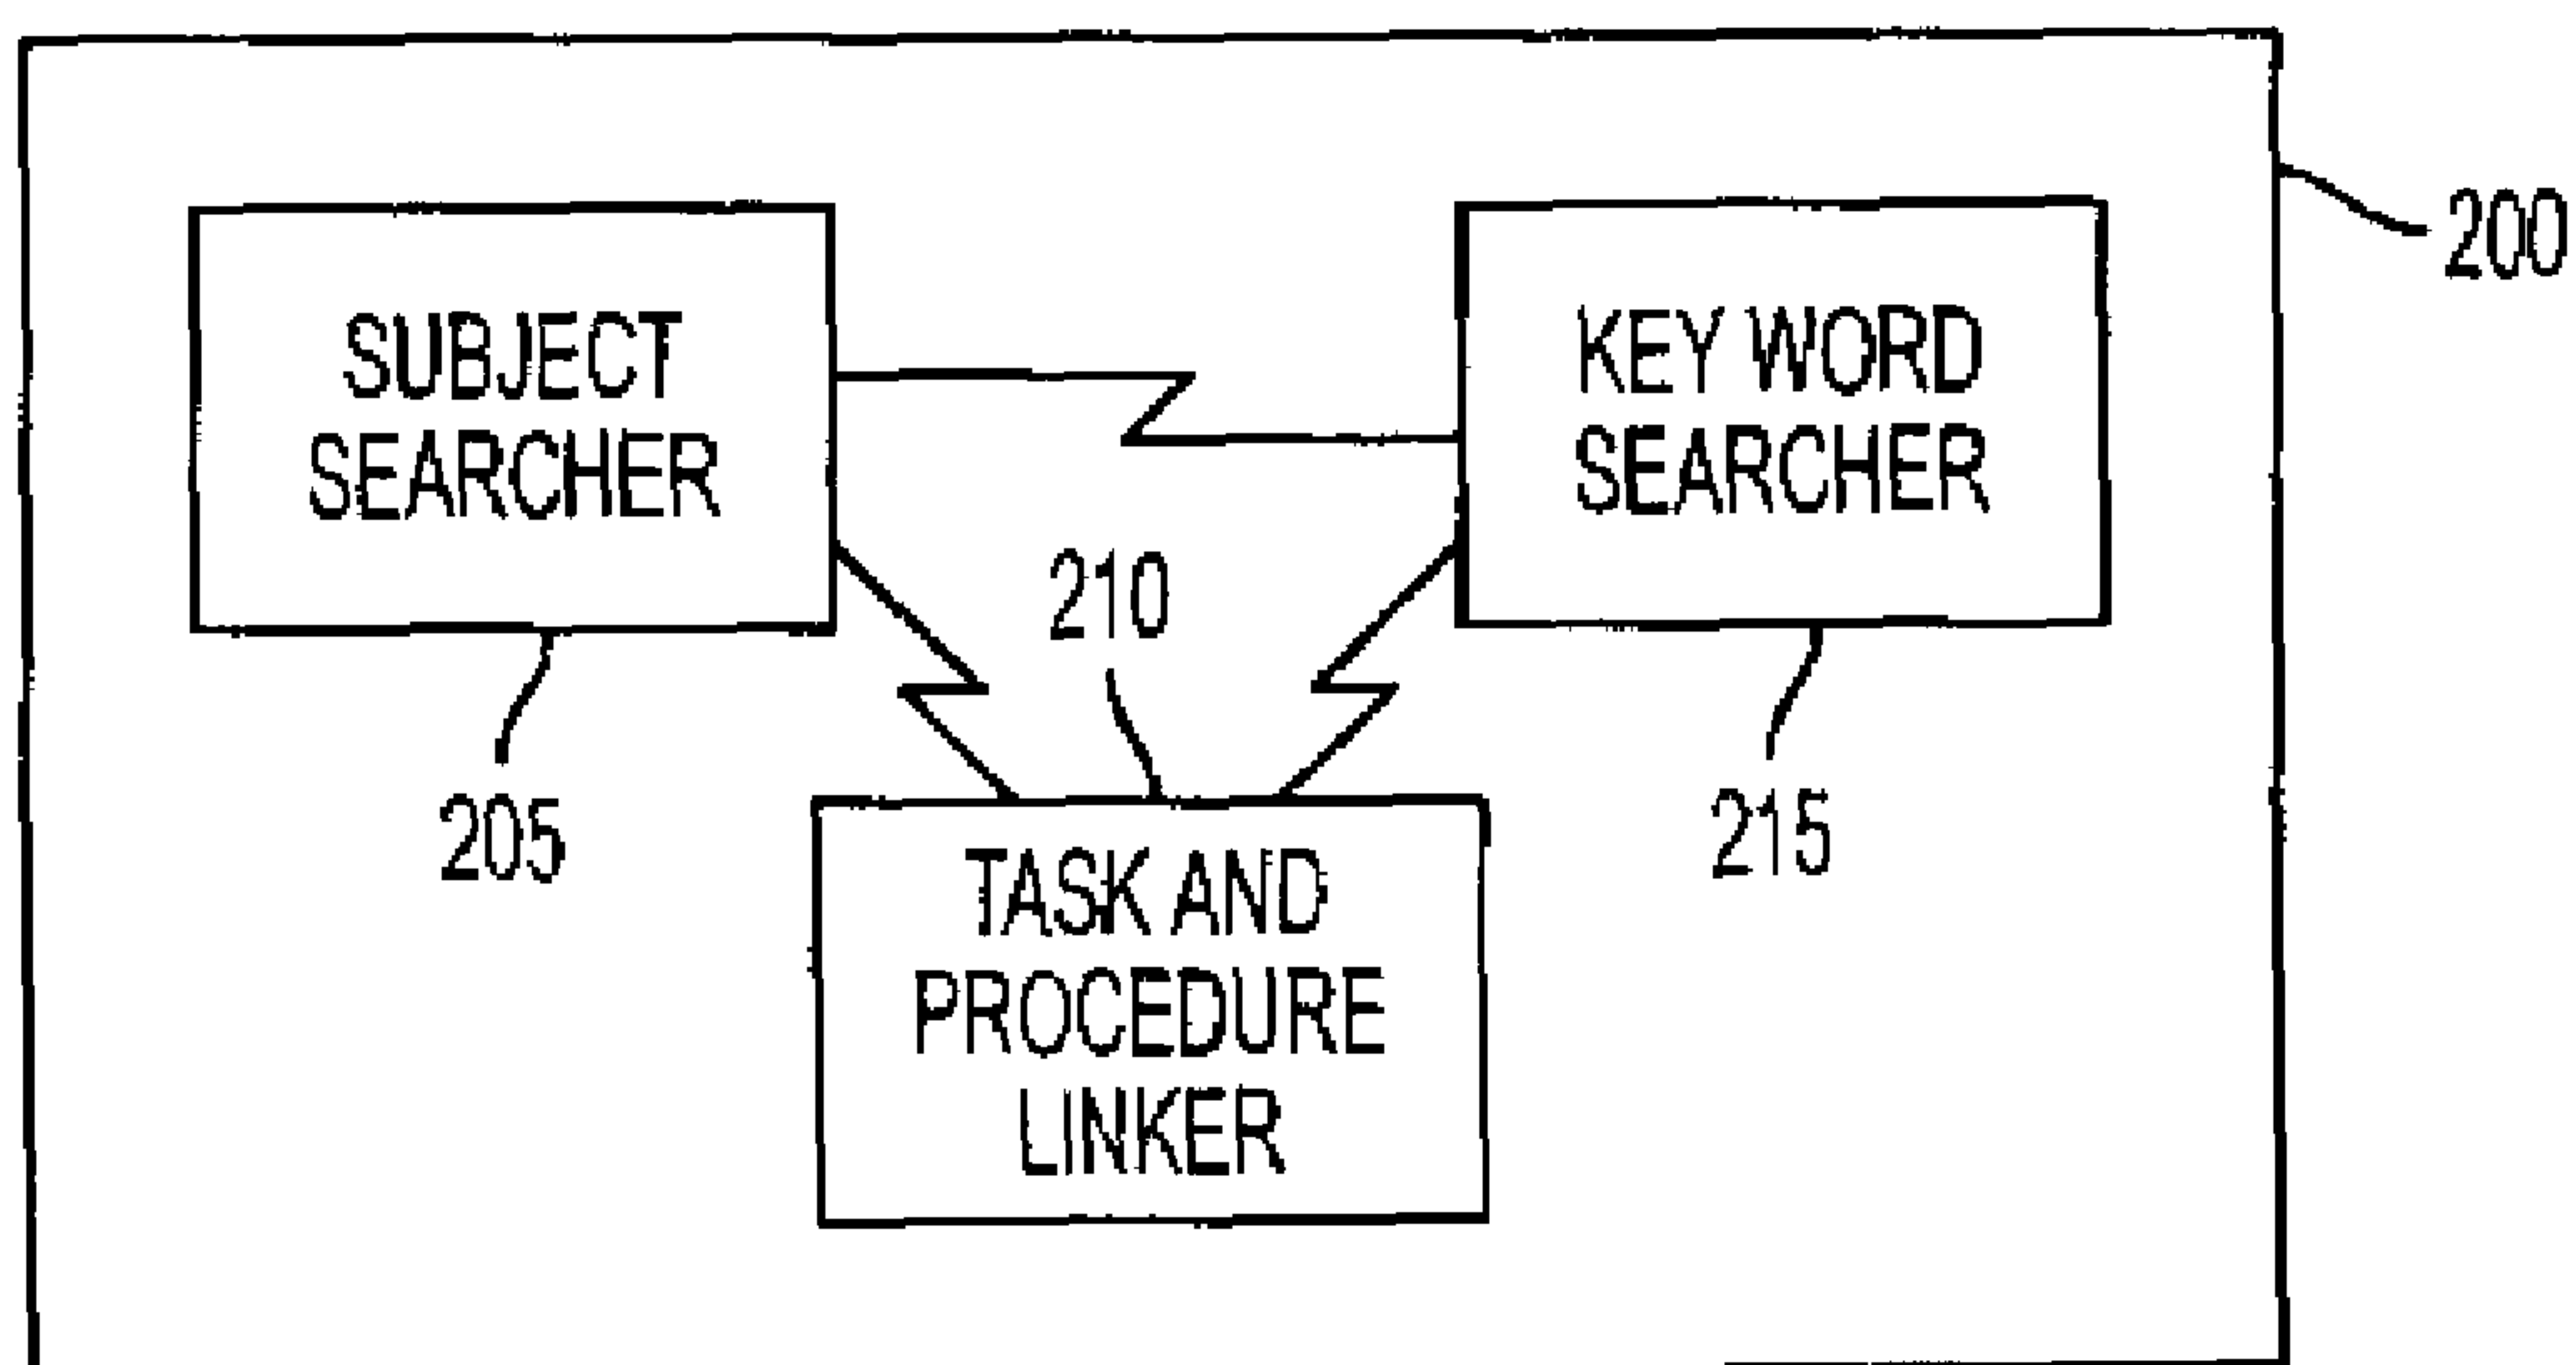 200
SUBJECT
SEARCHER
KEY WORD
SEARCHER
210
205
215
TASK AND
PROCEDURE
LINKER